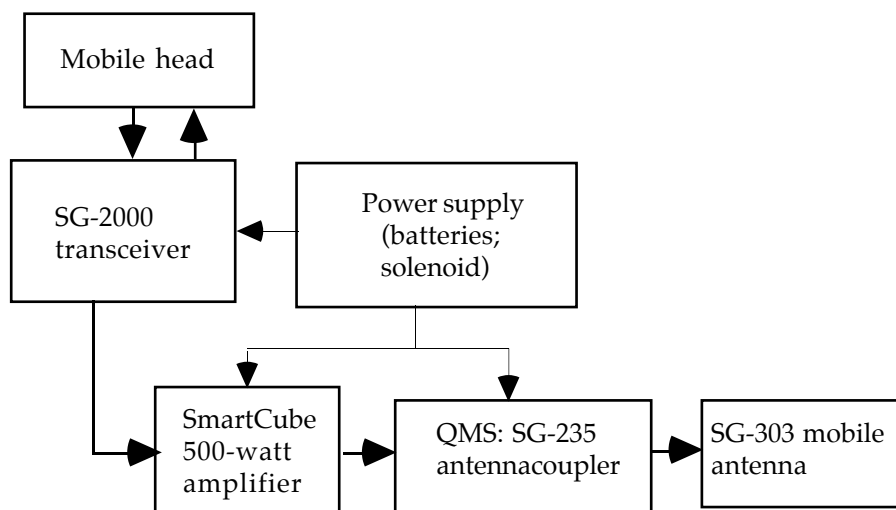 Mobile head
SG-2000
transceiver
Power supply
(batteries;
solenoid)
SmartCube
500-watt
amplifier
QMS: SG-235
antennacoupler
SG-303 mobile
antenna